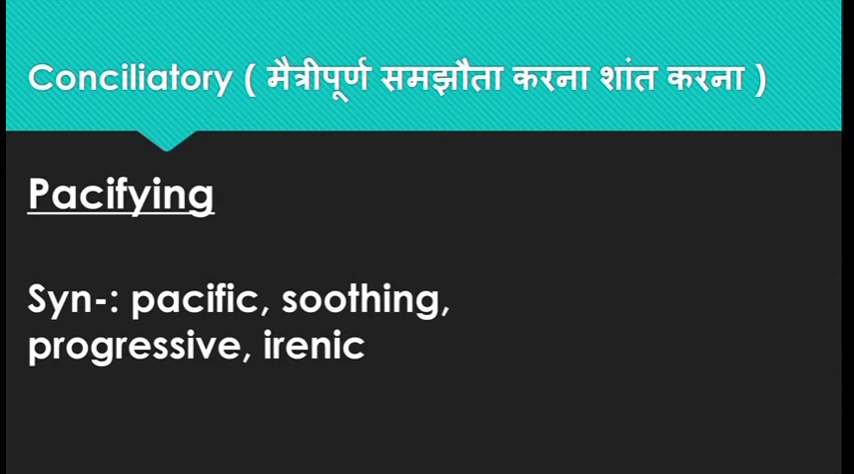 Conciliatory ( मैत्रीपूर्ण समझौता करना शांत करना )
Pacifying
Syn-: pacific, soothing,
progressive, irenic